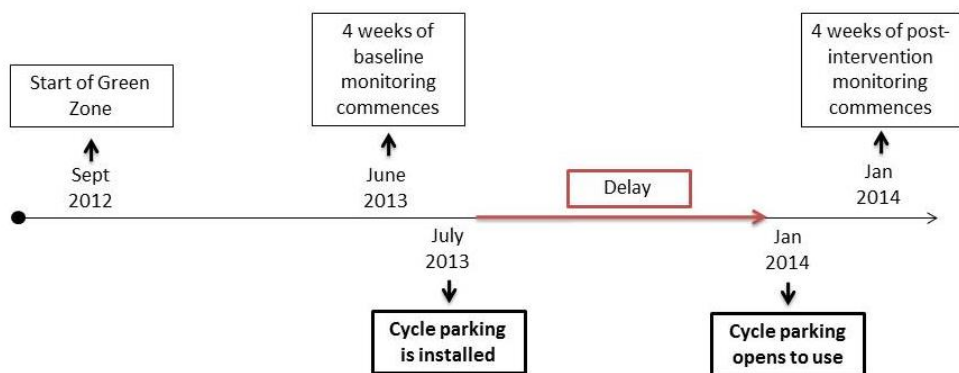 4 weeks of
baseline
monitoring
commences
4 weeks of post-
intervention
monitoring
commences
Start of Green
Zone
Sept
2012
June
2013
Delay
Jan
2014
July
2013
Jan
2014
Cycle parking
is installed
Cycle parking
opens to use